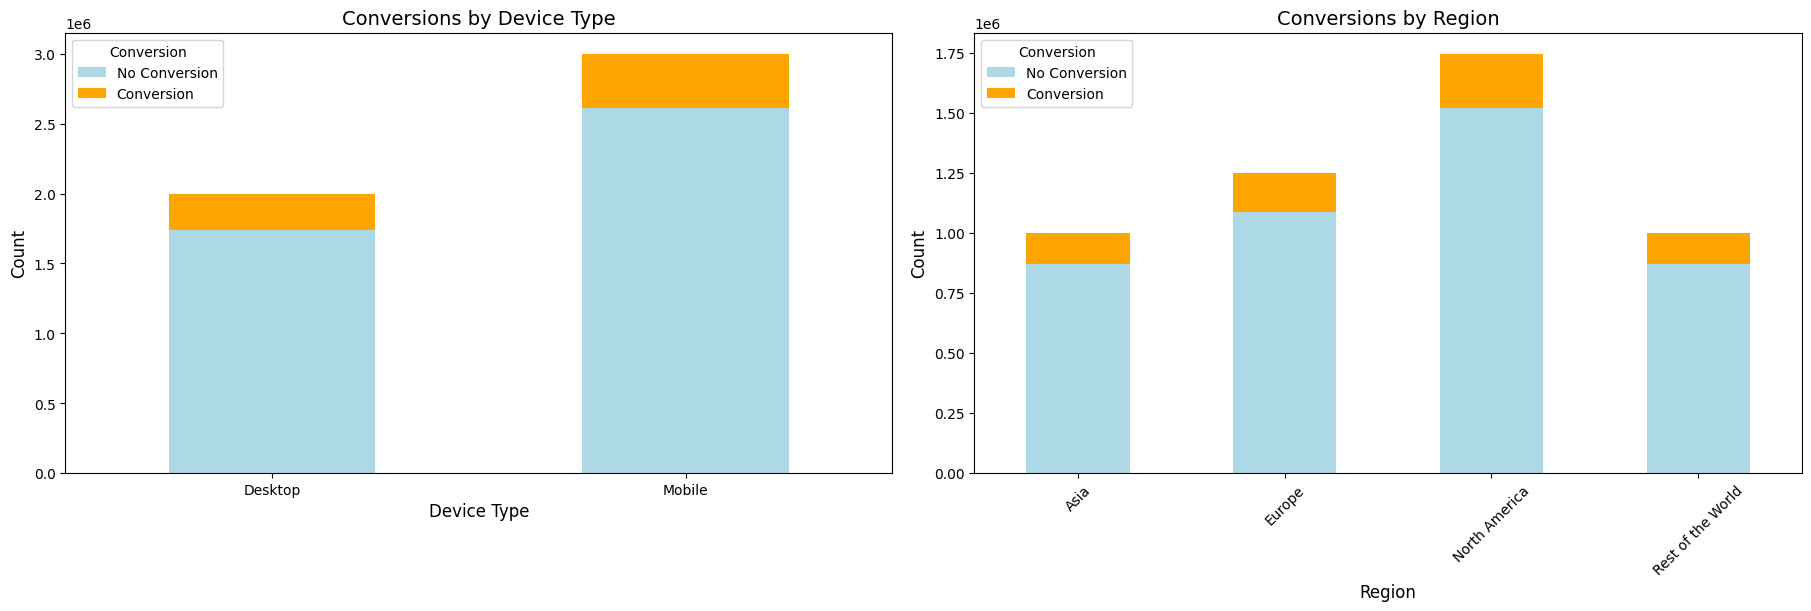 Conversions by Device Type
1e6
Conversion
No Conversion
Conversion
3.0
2.5
2.0
1.5
1.0
0.5
0.0
Count
Desktop
Mobile
Device Type
Conversions by Region
1e6
Conversion
No Conversion
Conversion
1.75
1.50
1.25
1.00
0.75
0.50
0.25
0.00
Count
Asia
Europe
North America
Rest of the World
Region